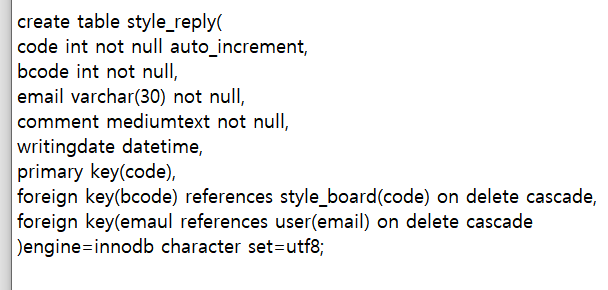 create table style_reply(
code int not null auto_increment,
bcode int not null,
email varchar(30) not null,
comment mediumtext not null,
writingdate datetime,
primary key(code),
foreign key(bcode) references style_board(code) on delete cascade,
foreign key(emaul references user(email) on delete cascade
)engine=innodb character set=utf8;